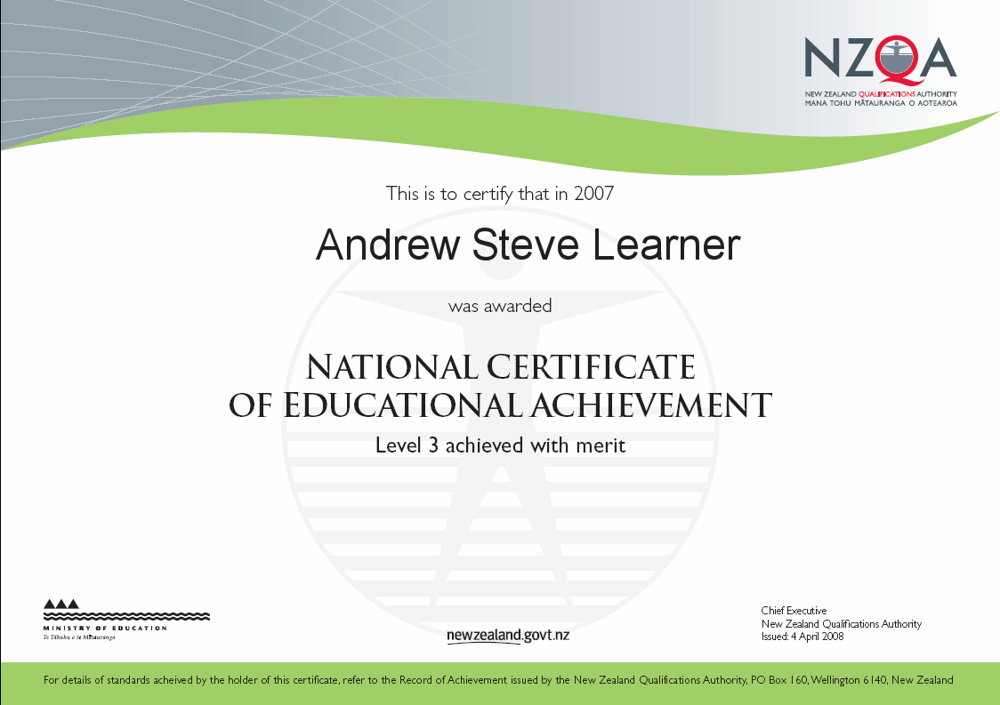 NZQA
NEW ZEALAND QUALIFICATIONS AUTHORITY
MANA TOHU MĀTAURANGA O AOTEAROA
This is to certify that in 2007
Andrew Steve Learner
was awarded
NATIONAL CERTIFICATE
OF EDUCATIONAL ACHIEVEMENT
Level 3 achieved with merit
MINISTRY OF EDUCATION
Te Tāhuhu o te Mātauranga
newzealand.govt.nz
Chief Executive
New Zealand Qualifications Authority
Issued: 4 April 2008
For details of standards acheived by the holder of this certificate, refer to the Record of Achievement issued by the New Zealand Qualifications Authority, PO Box 160, Wellington 6140, New Zealand